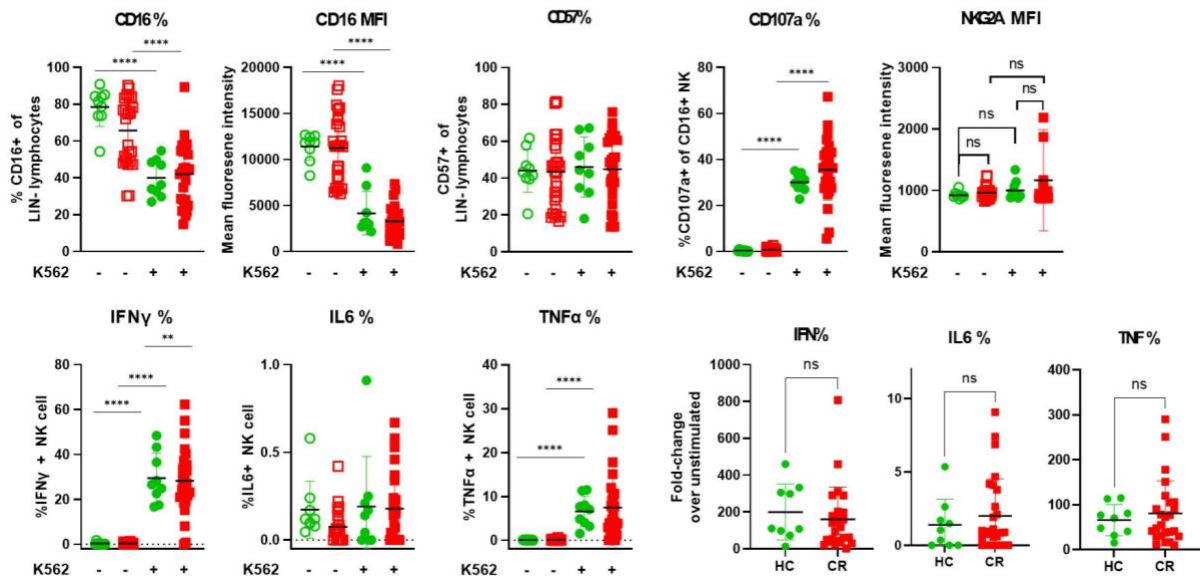 CD16 %
CD16 MFI
CD57%
CD107a %
NKG2A MFI
****
****
****
****
****
****
ns
ns
ns
ns
% CD16+ of
LIN- lymphocytes
100
80
60
40
20
0
Mean fluoresene intensity
20000
15000
10000
5000
0
CD57+ of
LIN- lymphocytes
100
80
60
40
20
0
%CD107a+ of CD16+ NK
80
60
40
20
0
Mean fluoresene intensity
3000
2000
1000
0
K562 - - + +
K562 - - + +
K562 - - + +
K562 - - + +
K562 - - + +
IFNγ %
IL6 %
TNFα %
IFN%
IL6 %
TNF %
**
****
****
****
****
ns
ns
ns
%IFNγ + NK cell
80
60
40
20
0
%IL6+ NK cell
1.0
0.5
0.0
%TNFα + NK cell
40
30
20
10
0
Fold-change
over unstimulated
1000
800
600
400
200
0
10
5
0
400
300
200
100
0
K562 - - + +
K562 - - + +
K562 - - + +
HC CR
HC CR
HC CR